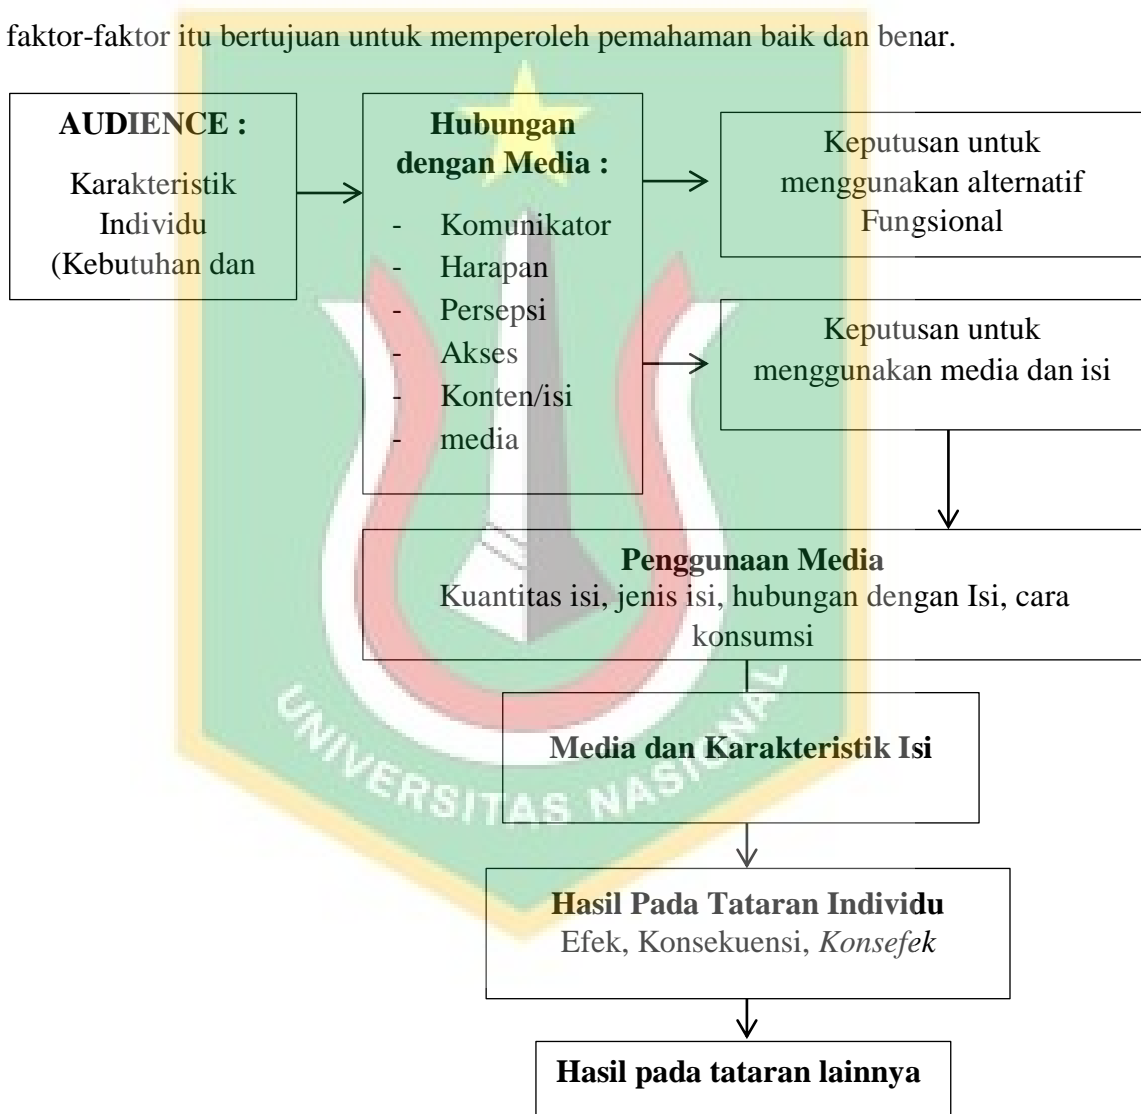 faktor-faktor itu bertujuan untuk memperoleh pemahaman baik dan benar.
AUDIENCE :
Karakteristik
Individu
(Kebutuhan dan
Hubungan
dengan Media :
- Komunikator
- Harapan
- Persepsi
- Akses
- Konten/isi
- media
Keputusan untuk
menggunakan alternatif
Fungsional
Keputusan untuk
menggunakan media dan isi
Penggunaan Media
Kuantitas isi, jenis isi, hubungan dengan Isi, cara
konsumsi
Media dan Karakteristik Isi
Hasil Pada Tataran Individu
Efek, Konsekuensi, Konsefek
Hasil pada tataran lainnya
UNIVERSITAS NASIONAL